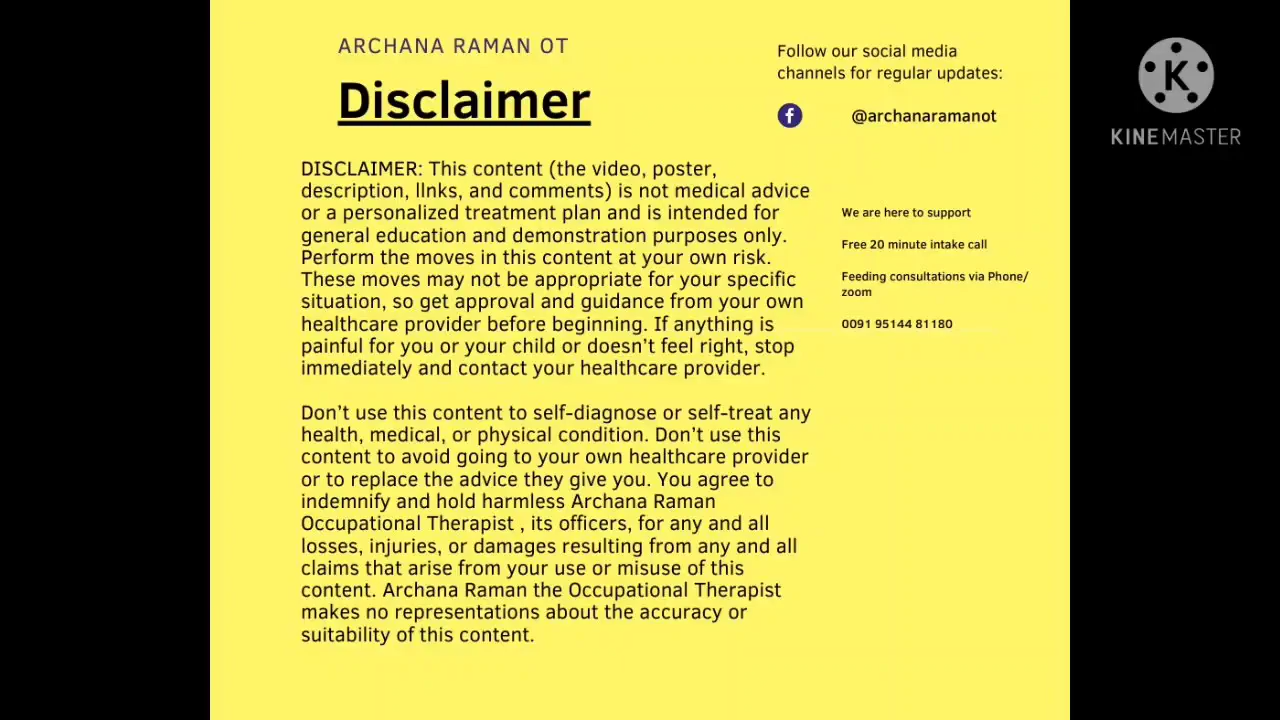 ARCHANA RAMAN OT
Disclaimer
DISCLAIMER: This content (the video, poster,
description, lInks, and comments) is not medical advice
or a personalized treatment plan and is intended for
general education and demonstration purposes only.
Perform the moves in this content at your own risk.
These moves may not be appropriate for your specific
situation, so get approval and guidance from your own
healthcare provider before beginning. If anything is
painful for you or your child or doesn't feel right, stop
immediately and contact your healthcare provider.
Don't use this content to self-diagnose or self-treat any
health, medical, or physical condition. Don't use this
content to avoid going to your own healthcare provider
or to replace the advice they give you. You agree to
indemnify and hold harmless Archana Raman
Occupational Therapist , its officers, for any and all
losses, injuries, or damages resulting from any and all
claims that arise from your use or misuse of this
content. Archana Raman the Occupational Therapist
makes no representations about the accuracy or
suitability of this content.
Follow our social media
channels for regular updates:
f
@archanaramanot
We are here to support
Free 20 minute intake call
Feeding consultations via Phone/
zoom
0091 95144 81180
K
KINEMASTER